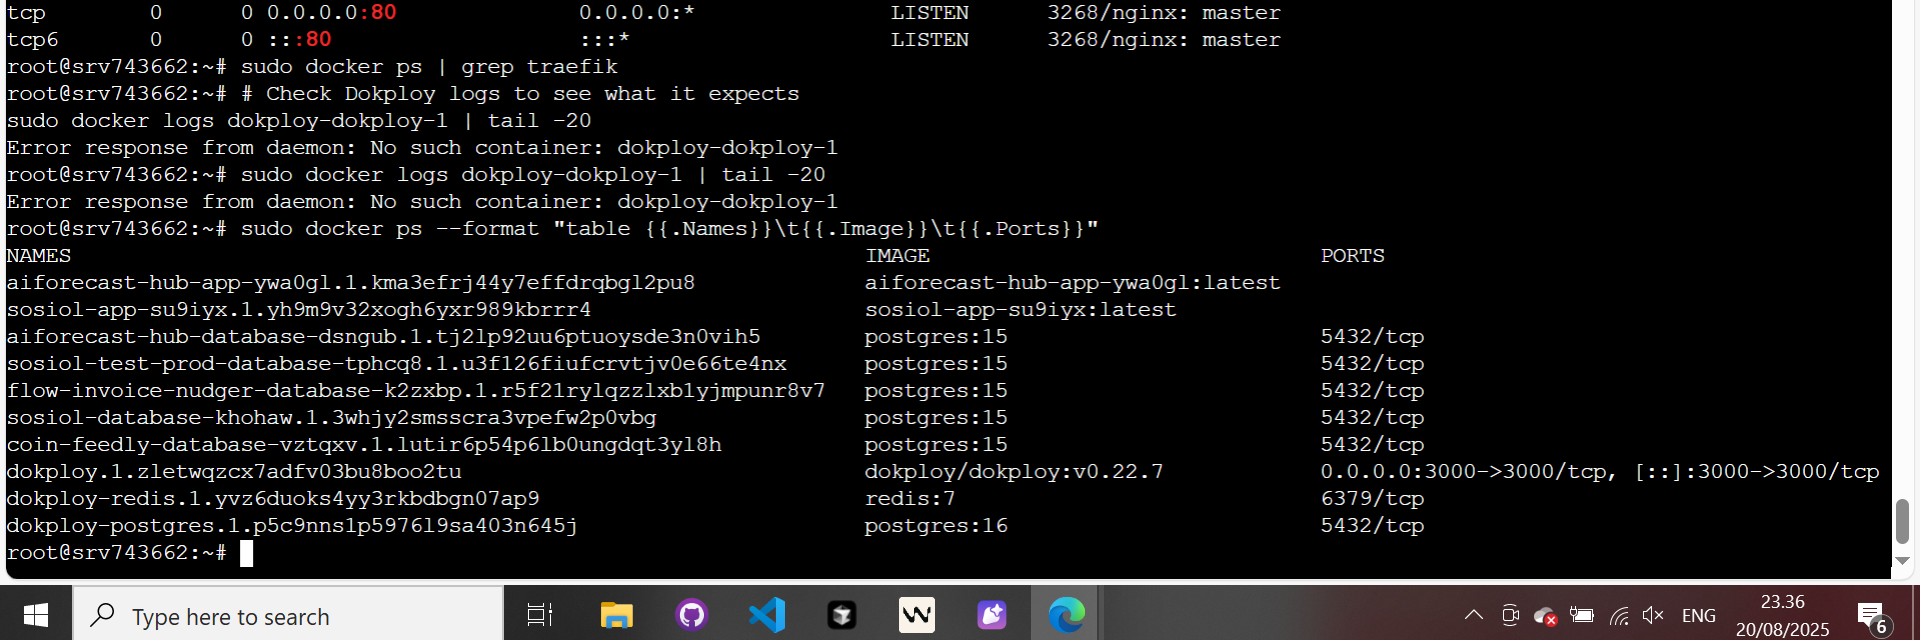 tcp 0 0 0.0.0.0:80 0.0.0.0:* LISTEN 3268/nginx: master
tcp6 0 0 :::80 :::* LISTEN 3268/nginx: master
root@srv743662:~# sudo docker ps | grep traefik
root@srv743662:~# # Check Dokploy logs to see what it expects
sudo docker logs dokploy-dokploy-1 | tail -20
Error response from daemon: No such container: dokploy-dokploy-1
root@srv743662:~# sudo docker logs dokploy-dokploy-1 | tail -20
Error response from daemon: No such container: dokploy-dokploy-1
root@srv743662:~# sudo docker ps --format "table {{.Names}}\t{{.Image}}\t{{.Ports}}"
NAMES IMAGE PORTS
aiforecast-hub-app-ywa0gl.1.kma3efrj44y7effdrqbgl2pu8 aiforecast-hub-app-ywa0gl:latest
sosiol-app-su9iyx.1.yh9m9v32xogh6yxr989kbrrr4 sosiol-app-su9iyx:latest
aiforecast-hub-database-dsngub.1.tj2lp92uu6ptuoysde3n0vih5 postgres:15 5432/tcp
sosiol-test-prod-database-tphcq8.1.u3f126fiufcrvtjv0e66te4nx postgres:15 5432/tcp
flow-invoice-nudger-database-k2zxbp.1.r5f21rylqzzlxb1yjmpunr8v7 postgres:15 5432/tcp
sosiol-database-khohaw.1.3whjy2smsscra3vpefw2p0vbg postgres:15 5432/tcp
coin-feedly-database-vztqxv.1.lutir6p54p6lb0ungdqt3yl8h postgres:15 5432/tcp
dokploy.1.zletwqzcx7adfv03bu8boo2tu dokploy/dokploy:v0.22.7 0.0.0.0:3000->3000/tcp, [::]:3000->3000/tcp
dokploy-redis.1.yvz6duoks4yy3rkbdbgn07ap9 redis:7 6379/tcp
dokploy-postgres.1.p5c9nnslp5976l9sa403n645j postgres:16 5432/tcp
root@srv743662:~#
Type here to search
ENG
23.36
20/08/2025
6